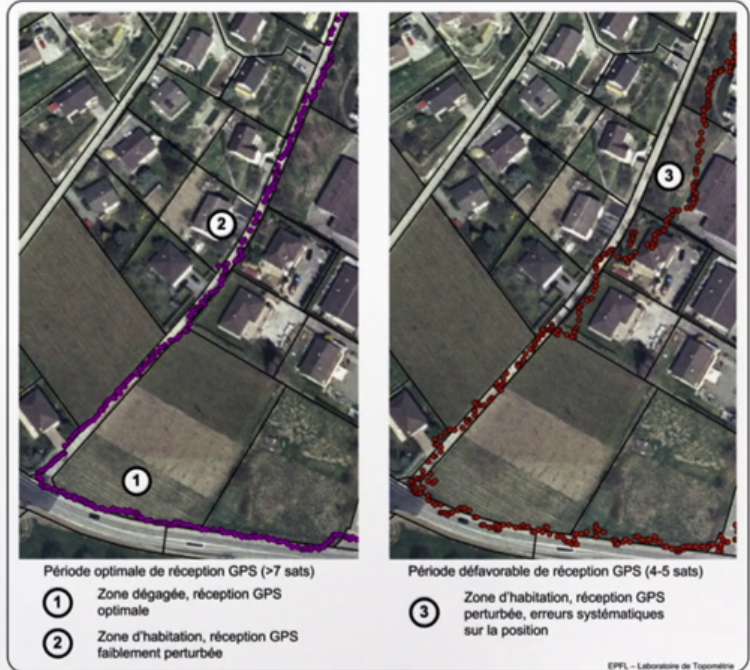 2
1
3
Période optimale de réception GPS (>7 sats)
1
Zone dégagée, réception GPS
optimale
2
Zone d'habitation, réception GPS
faiblement perturbée
Période défavorable de réception GPS (4-5 sats)
3
Zone d'habitation, réception GPS
perturbée, erreurs systématiques
sur la position
EPFL – Laboratoire de Topométrie